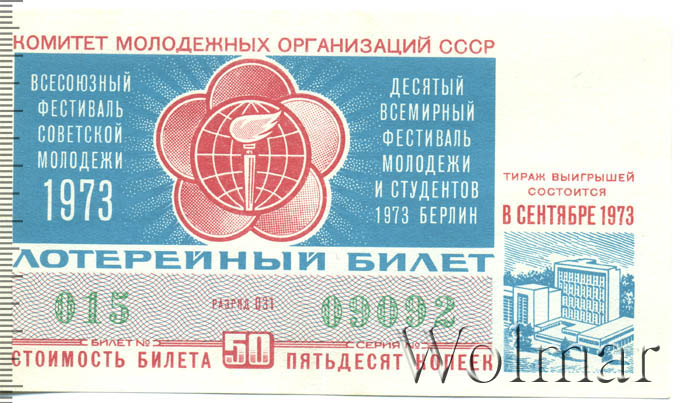 КОМИТЕТ МОЛОДЕЖНЫХ ОРГАНИЗАЦИЙ СССР
ВСЕСОЮЗНЫЙ
ФЕСТИВАЛЬ
СОВЕТСКОЙ
МОЛОДЕЖИ
1973
ДЕСЯТЫЙ
ВСЕМИРНЫЙ
ФЕСТИВАЛЬ
МОЛОДЕЖИ
И СТУДЕНТОВ
1973 БЕРЛИН
ТИРАЖ ВЫИГРЫШЕЙ
СОСТОИТСЯ
В СЕНТЯБРЕ 1973
ЛОТЕРЕЙНЫЙ БИЛЕТ
015 РАЗРЯД 031 09092
БИЛЕТ № СЕРИЯ №
СТОИМОСТЬ БИЛЕТА 50 ПЯТЬДЕСЯТ КОПЕЕК
Wolmar